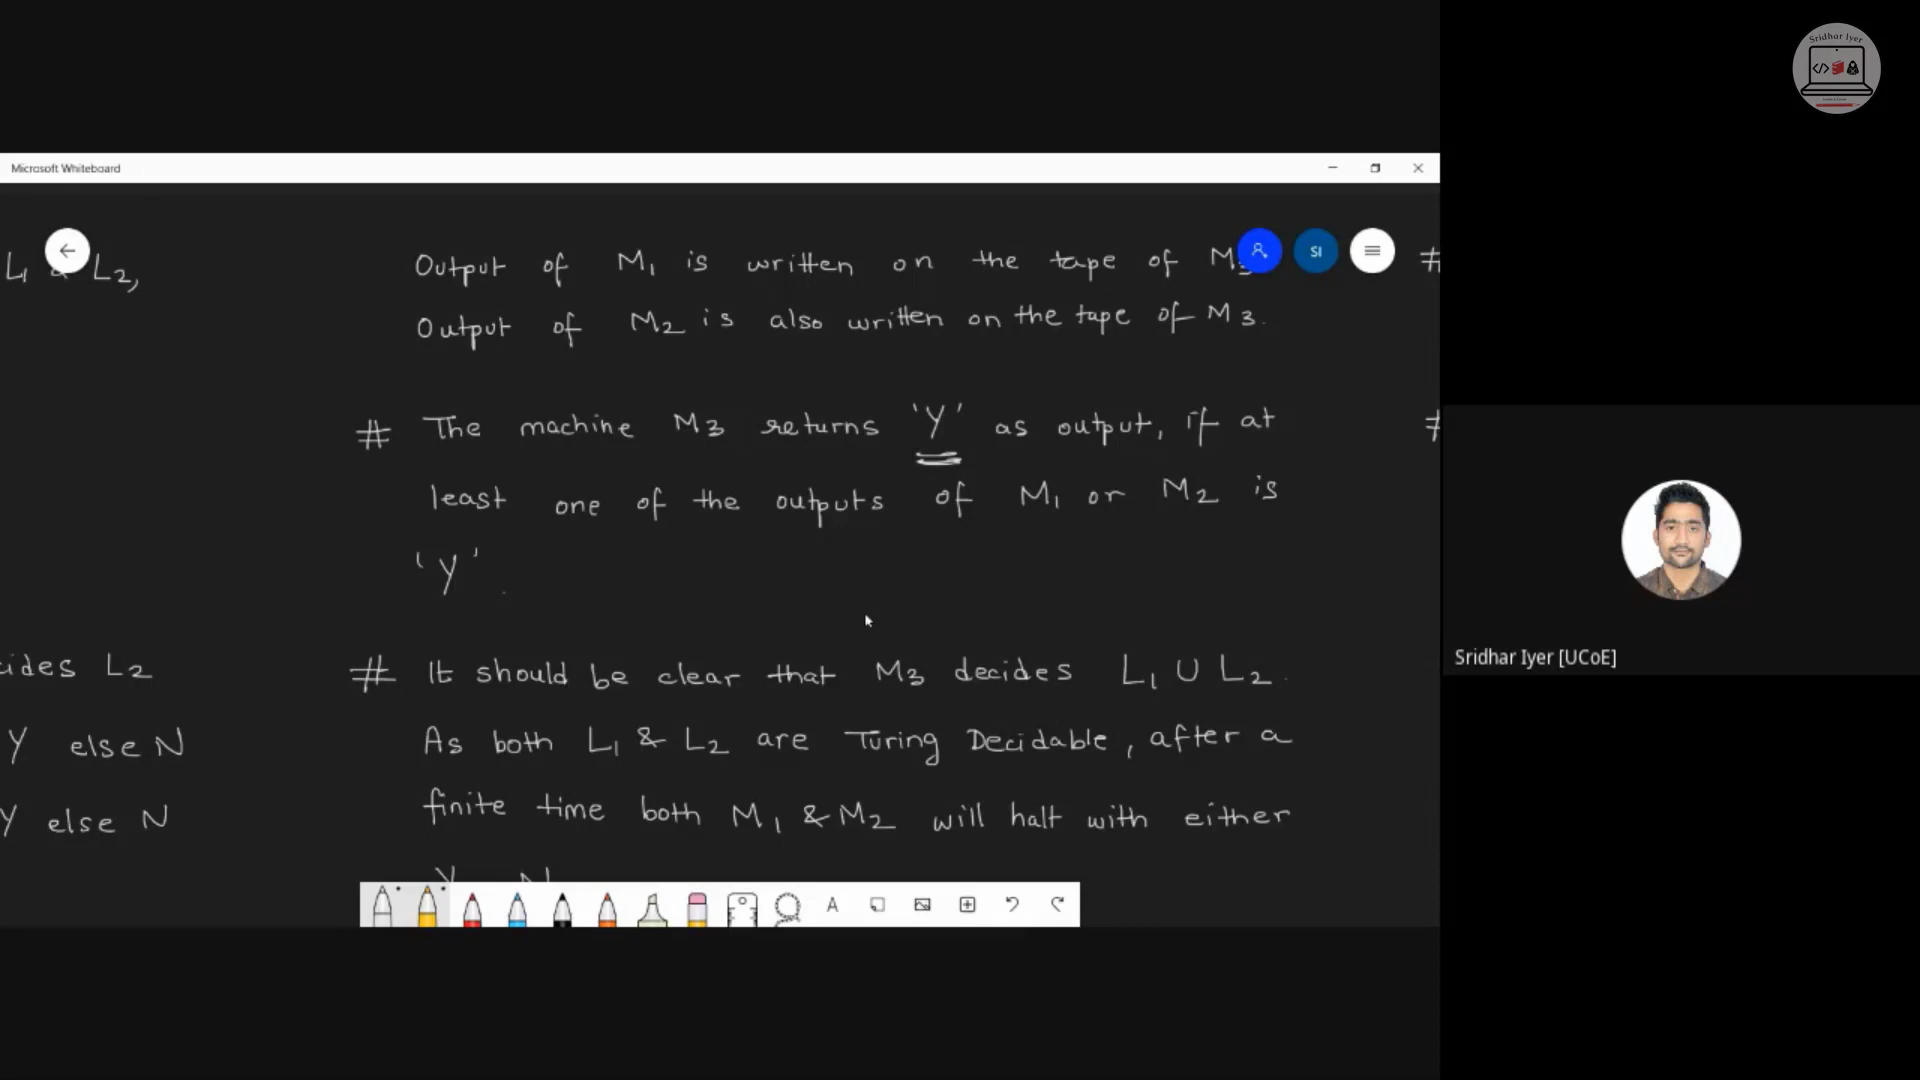 Sridhar Iyer
Microsoft Whiteboard
L1 & L2,
Output of M1 is written on the tape of M3
SI
#
Output of M2 is also written on the tape of M3.
# The machine M3 returns 'Y' as output, if at
least one of the outputs of M1 or M2 is
'Y'.
Sridhar Iyer [UCoE]
cides L2
# It should be clear that M3 decides L1 U L2.
Y else N
As both L1 & L2 are Turing Decidable, after a
Y else N
finite time both M1 & M2 will halt with either
A